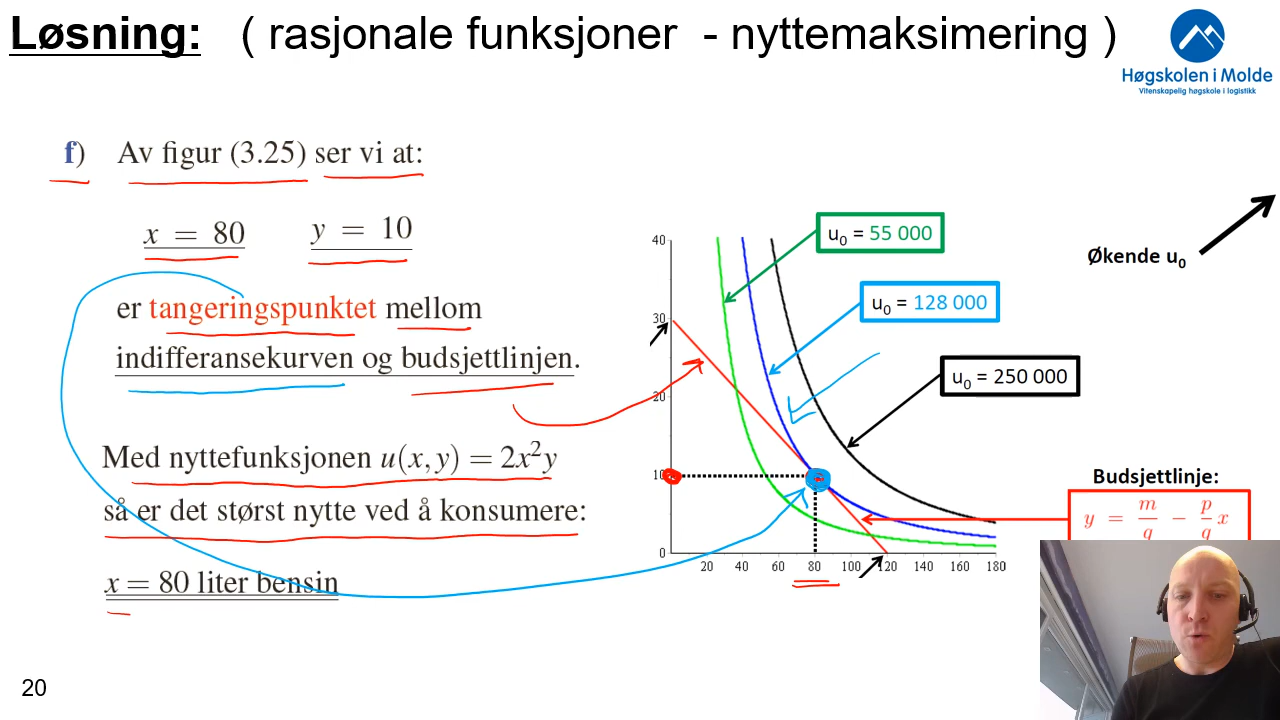 Løsning: ( rasjonale funksjoner - nyttemaksimering )
Høgskolen i Molde
Vitenskapelig høgskole i logistikk
f) Av figur (3.25) ser vi at:
x = 80 y = 10
er tangeringspunktet mellom
indifferansekurven og budsjettlinjen.
Med nyttefunksjonen u(x, y) = 2x²y
så er det størst nytte ved å konsumere:
x = 80 liter bensin
u₀ = 55 000
u₀ = 128 000
u₀ = 250 000
Økende u₀
Budsjettlinje:
y = m/q − p/q x
40
30
20
10
0
20 40 60 80 100 120 140 160 180
20